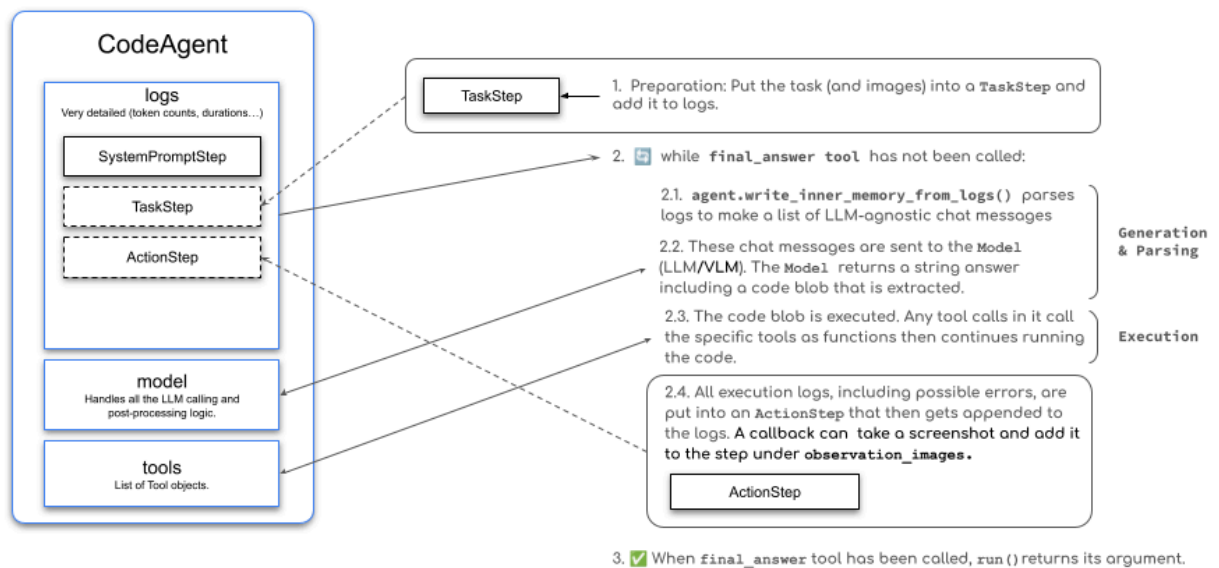 CodeAgent
logs
Very detailed (token counts, durations...)
SystemPromptStep
TaskStep
ActionStep
model
Handles all the LLM calling and
post-processing logic.
tools
List of Tool objects.
TaskStep
1. Preparation: Put the task (and images) into a TaskStep and
add it to logs.
2. 🔄 while final_answer tool has not been called:
2.1. agent.write_inner_memory_from_logs() parses
logs to make a list of LLM-agnostic chat messages
2.2. These chat messages are sent to the Model
(LLM/VLM). The Model returns a string answer
including a code blob that is extracted.
Generation
& Parsing
2.3. The code blob is executed. Any tool calls in it call
the specific tools as functions then continues running
the code.
Execution
2.4. All execution logs, including possible errors, are
put into an ActionStep that then gets appended to
the logs. A callback can take a screenshot and add it
to the step under observation_images.
ActionStep
3. ✅ When final_answer tool has been called, run() returns its argument.